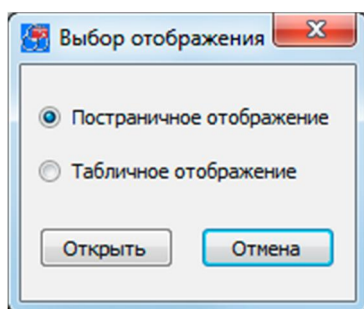 Выбор отображения
Постраничное отображение
Табличное отображение
Открыть Отмена